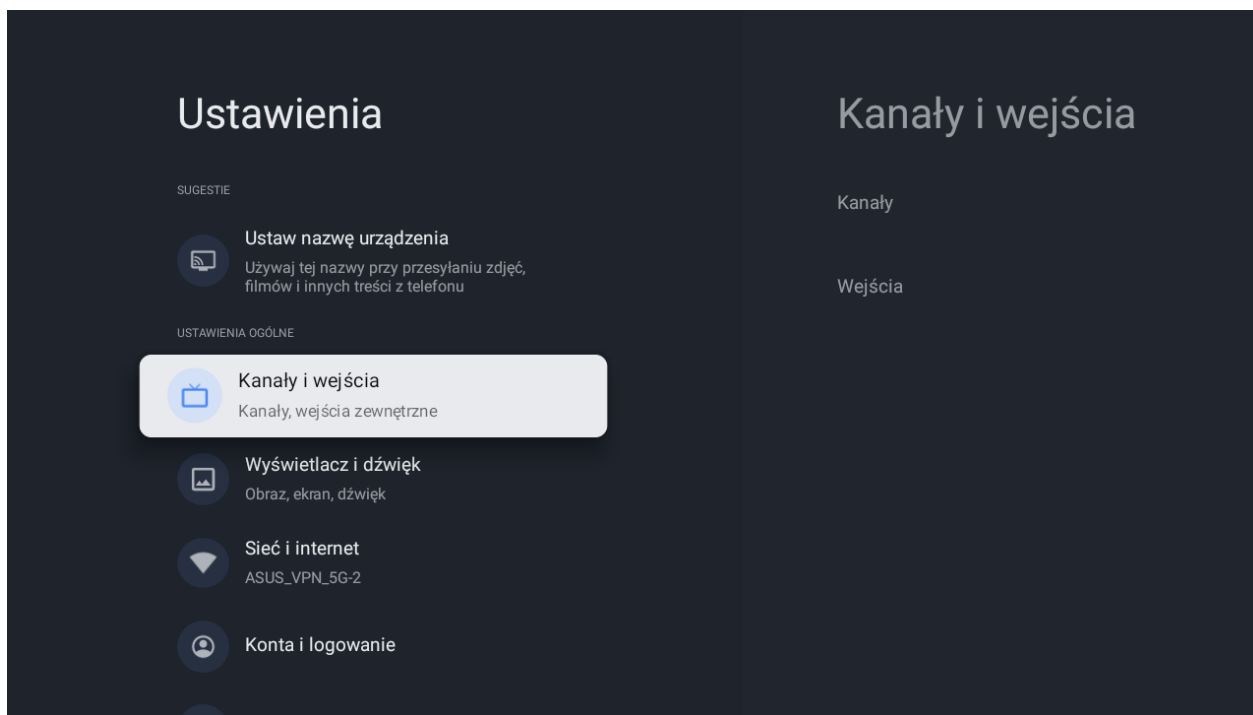 Ustawienia
SUGESTIE
Ustaw nazwę urządzenia
Używaj tej nazwy przy przesyłaniu zdjęć,
filmów i innych treści z telefonu
USTAWIENIA OGÓLNE
Kanały i wejścia
Kanały, wejścia zewnętrzne
Wyświetlacz i dźwięk
Obraz, ekran, dźwięk
Sieć i internet
ASUS_VPN_5G-2
Konta i logowanie
Kanały i wejścia
Kanały
Wejścia